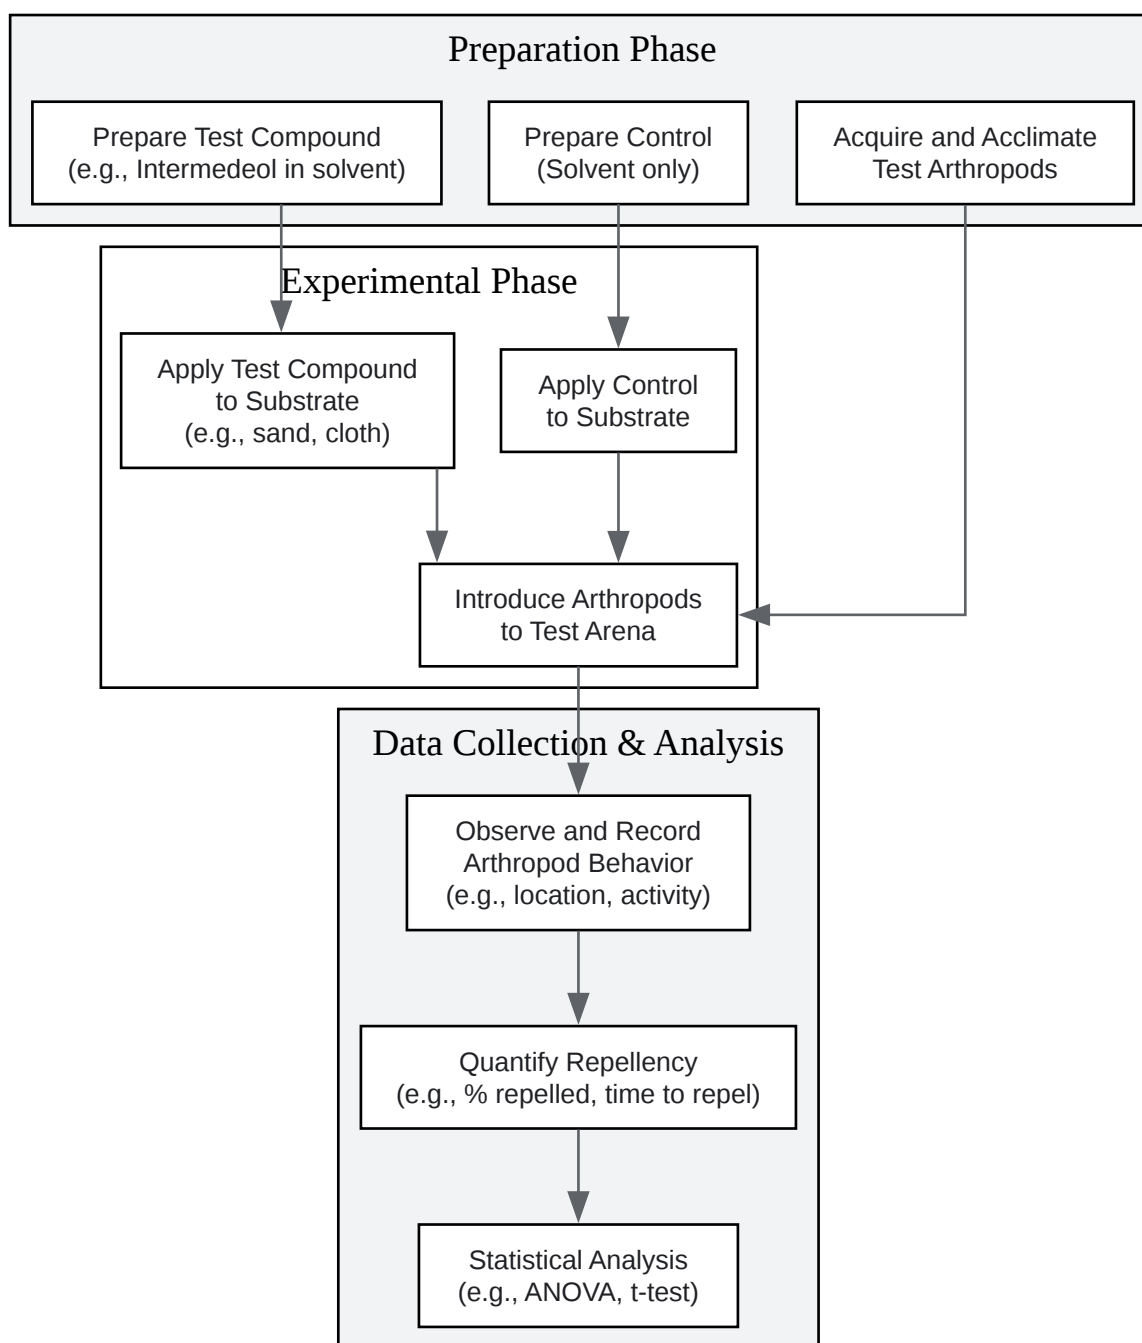 Preparation Phase
Prepare Test Compound
(e.g., Intermedeol in solvent)
Prepare Control
(Solvent only)
Acquire and Acclimate
Test Arthropods
Experimental Phase
Apply Test Compound
to Substrate
(e.g., sand, cloth)
Apply Control
to Substrate
Introduce Arthropods
to Test Arena
Data Collection & Analysis
Observe and Record
Arthropod Behavior
(e.g., location, activity)
Quantify Repellency
(e.g., % repelled, time to repel)
Statistical Analysis
(e.g., ANOVA, t-test)